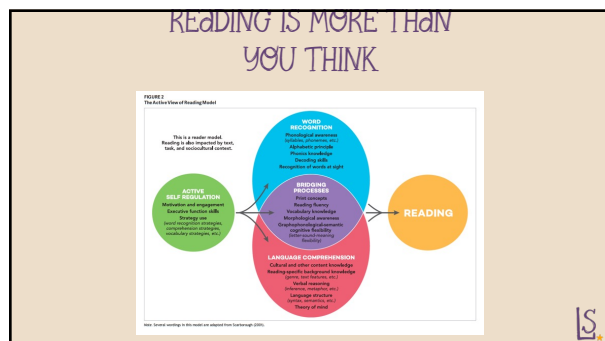 READING IS MORE THAN
YOU THINK
FIGURE 2
The Active View of Reading Model
This is a reader model.
Reading is also impacted by text,
task, and sociocultural context.
WORD
RECOGNITION
Phonological awareness
(syllables, phonemes, etc.)
Alphabetic principle
Phonics knowledge
Decoding skills
Recognition of words at sight
ACTIVE
SELF REGULATION
Motivation and engagement
Executive function skills
Strategy use
(word recognition strategies,
comprehension strategies,
vocabulary strategies, etc.)
BRIDGING
PROCESSES
Print concepts
Reading fluency
Vocabulary knowledge
Morphological awareness
Graphophonological-semantic
cognitive flexibility
(letter-sound-meaning
flexibility)
READING
LANGUAGE COMPREHENSION
Cultural and other content knowledge
Reading-specific background knowledge
(genre, text features, etc.)
Verbal reasoning
(inference, metaphor, etc.)
Language structure
(syntax, semantics, etc.)
Theory of mind
Note. Several wordings in this model are adapted from Scarborough (2001).
LS